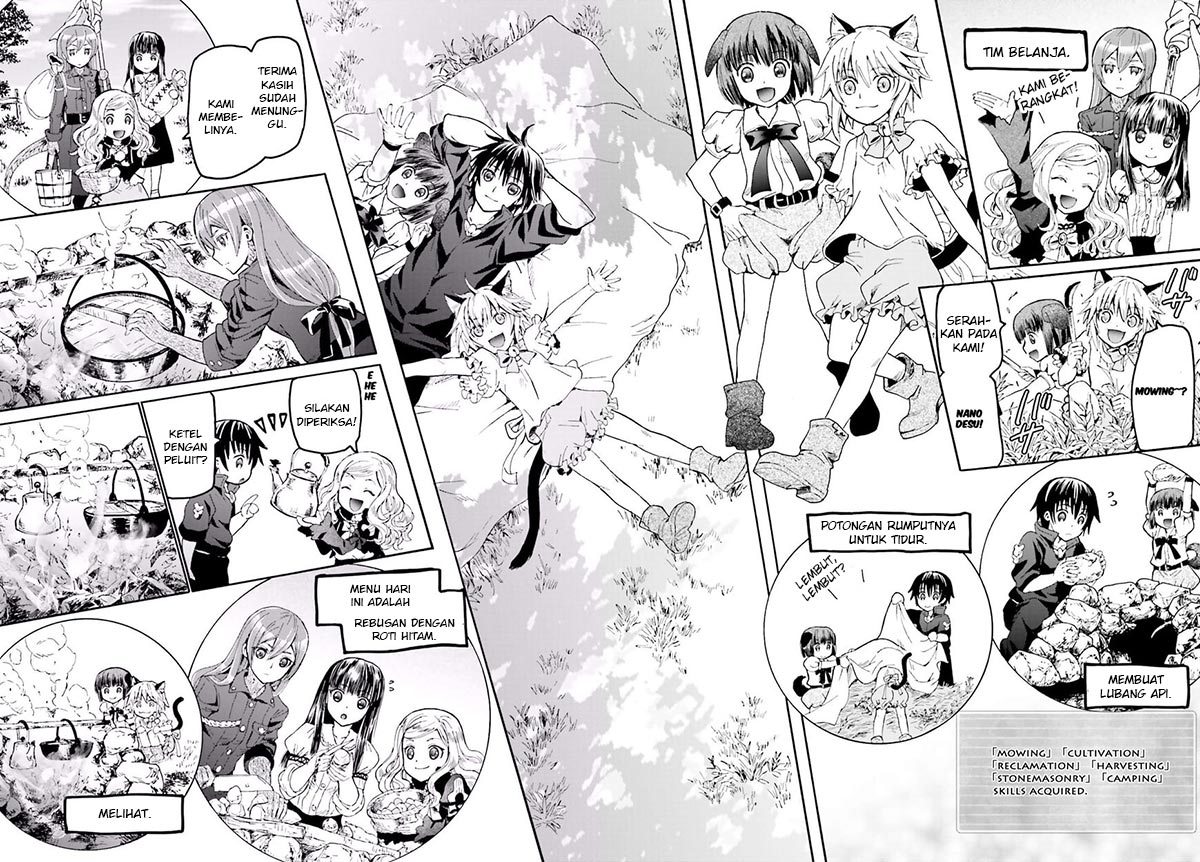 TIM BELANJA.
KAMI BE-
RANGKAT!
MOWING~?
SERAH-
KAN PADA
KAMI!
NANO
DESU!
ザ
ザ
MEMBUAT
LUBANG API.
POTONGAN RUMPUTNYA
UNTUK TIDUR.
LEMBUT,
LEMBUT?
「MOWING」 「CULTIVATION」
「RECLAMATION」 「HARVESTING」
「STONEMASONRY」 「CAMPING」
SKILLS ACQUIRED.
TERIMA
KASIH
SUDAH
MENUNG-
GU.
KAMI
MEMBE-
LINYA.
E
HE
HE
SILAKAN
DIPERIKSA!
KETEL
DENGAN
PELUIT?
MENU HARI
INI ADALAH
REBUSAN DENGAN
ROTI HITAM.
MELIHAT.